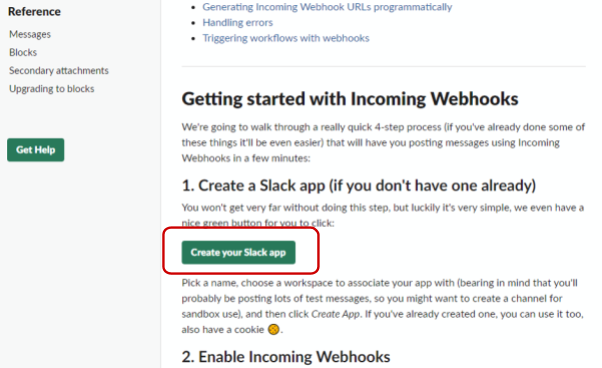 Reference
Messages
Blocks
Secondary attachments
Upgrading to blocks
Get Help
Generating Incoming Webhook URLs programmatically
Handling errors
Triggering workflows with webhooks
Getting started with Incoming Webhooks
We're going to walk through a really quick 4-step process (if you've already done some of
these things it'll be even easier) that will have you posting messages using Incoming
Webhooks in a few minutes:
1. Create a Slack app (if you don't have one already)
You won't get very far without doing this step, but luckily it's very simple, we even have a
nice green button for you to click:
Create your Slack app
Pick a name, choose a workspace to associate your app with (bearing in mind that you'll
probably be posting lots of test messages, so you might want to create a channel for
sandbox use), and then click Create App. If you've already created one, you can use it too,
also have a cookie 🍪.
2. Enable Incoming Webhooks